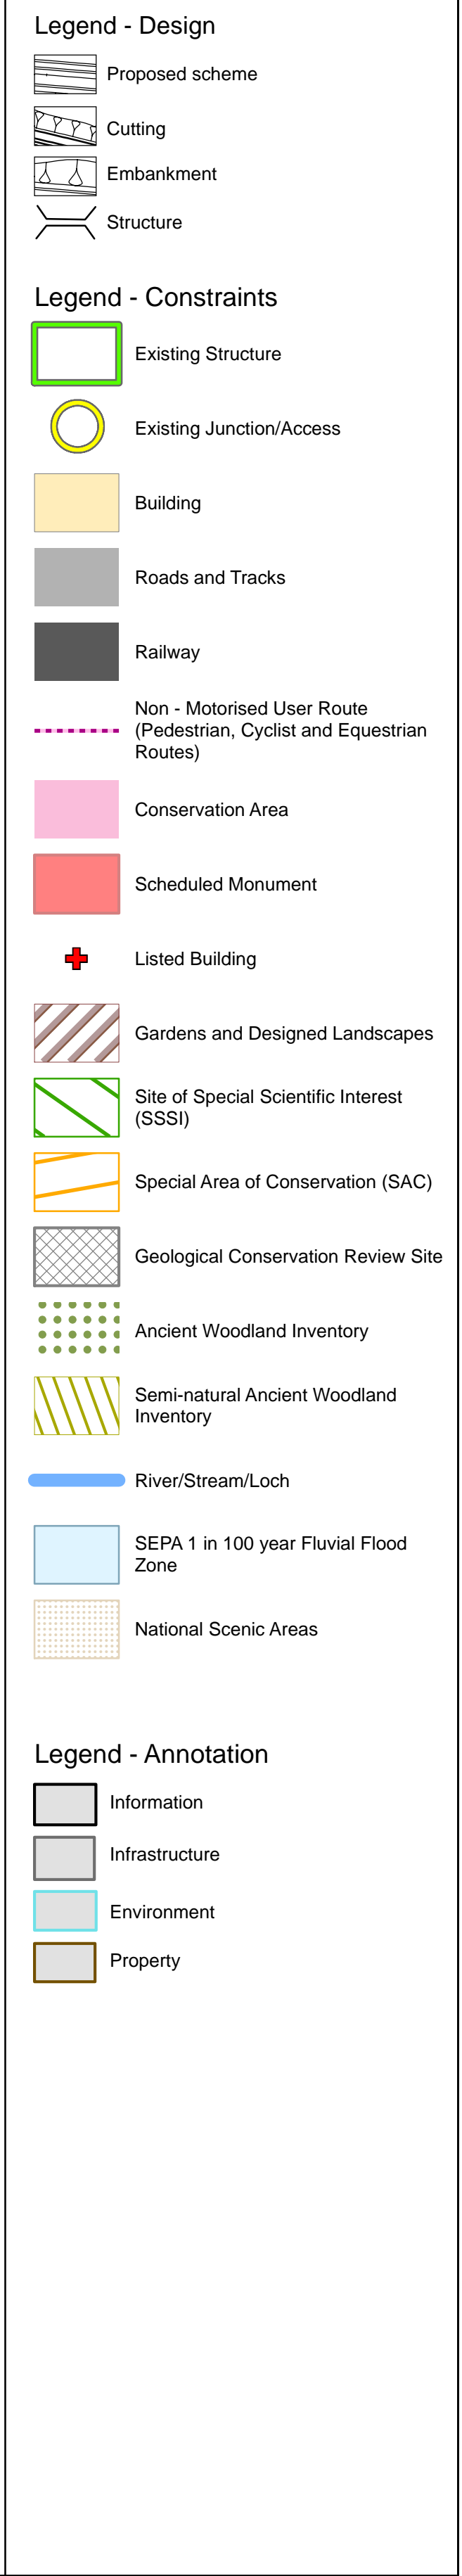 Legend - Design
Proposed scheme
Cutting
Embankment
Structure
Legend - Constraints
Existing Structure
Existing Junction/Access
Building
Roads and Tracks
Railway
Non - Motorised User Route
(Pedestrian, Cyclist and Equestrian
Routes)
Conservation Area
Scheduled Monument
Listed Building
Gardens and Designed Landscapes
Site of Special Scientific Interest
(SSSI)
Special Area of Conservation (SAC)
Geological Conservation Review Site
Ancient Woodland Inventory
Semi-natural Ancient Woodland
Inventory
River/Stream/Loch
SEPA 1 in 100 year Fluvial Flood
Zone
National Scenic Areas
Legend - Annotation
Information
Infrastructure
Environment
Property